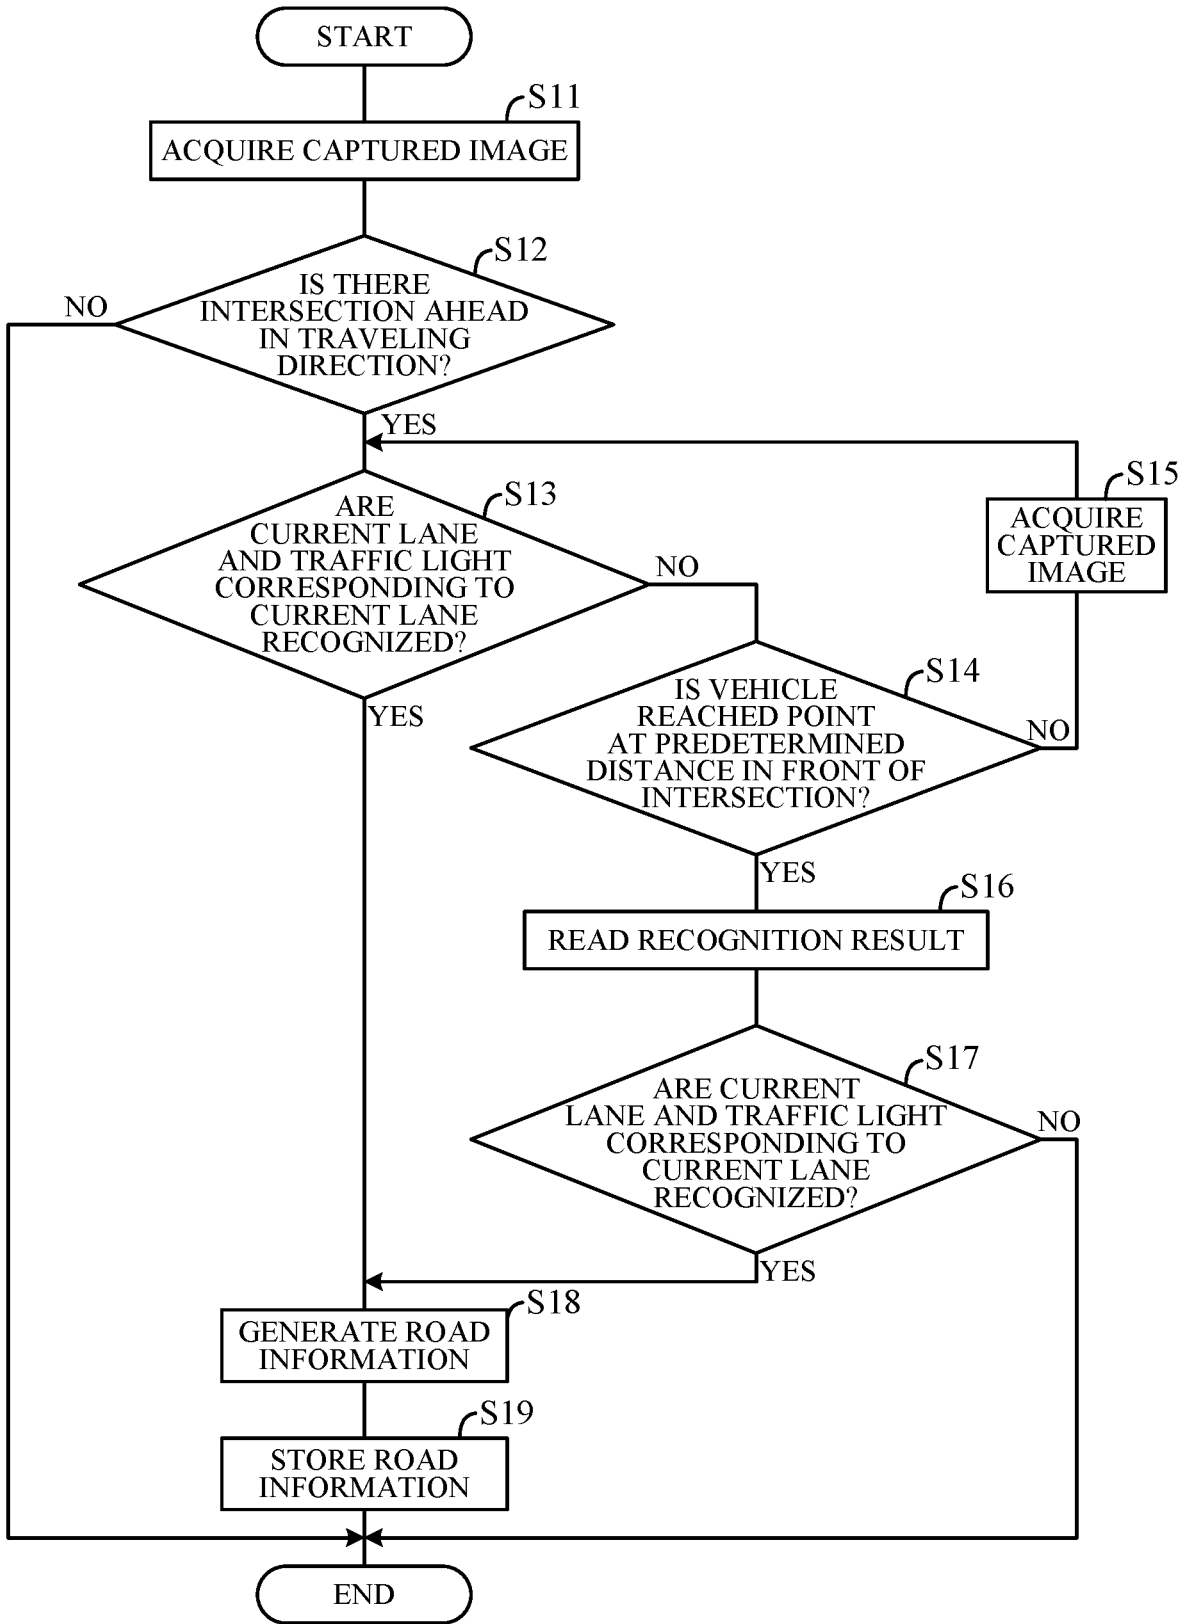 START
S11
ACQUIRE CAPTURED IMAGE
S12
IS THERE
INTERSECTION AHEAD
IN TRAVELING
DIRECTION?
NO
YES
S13
ARE
CURRENT LANE
AND TRAFFIC LIGHT
CORRESPONDING TO
CURRENT LANE
RECOGNIZED?
NO
YES
S15
ACQUIRE
CAPTURED
IMAGE
S14
IS VEHICLE
REACHED POINT
AT PREDETERMINED
DISTANCE IN FRONT OF
INTERSECTION?
NO
YES
S16
READ RECOGNITION RESULT
S17
ARE CURRENT
LANE AND TRAFFIC LIGHT
CORRESPONDING TO
CURRENT LANE
RECOGNIZED?
NO
YES
S18
GENERATE ROAD
INFORMATION
S19
STORE ROAD
INFORMATION
END